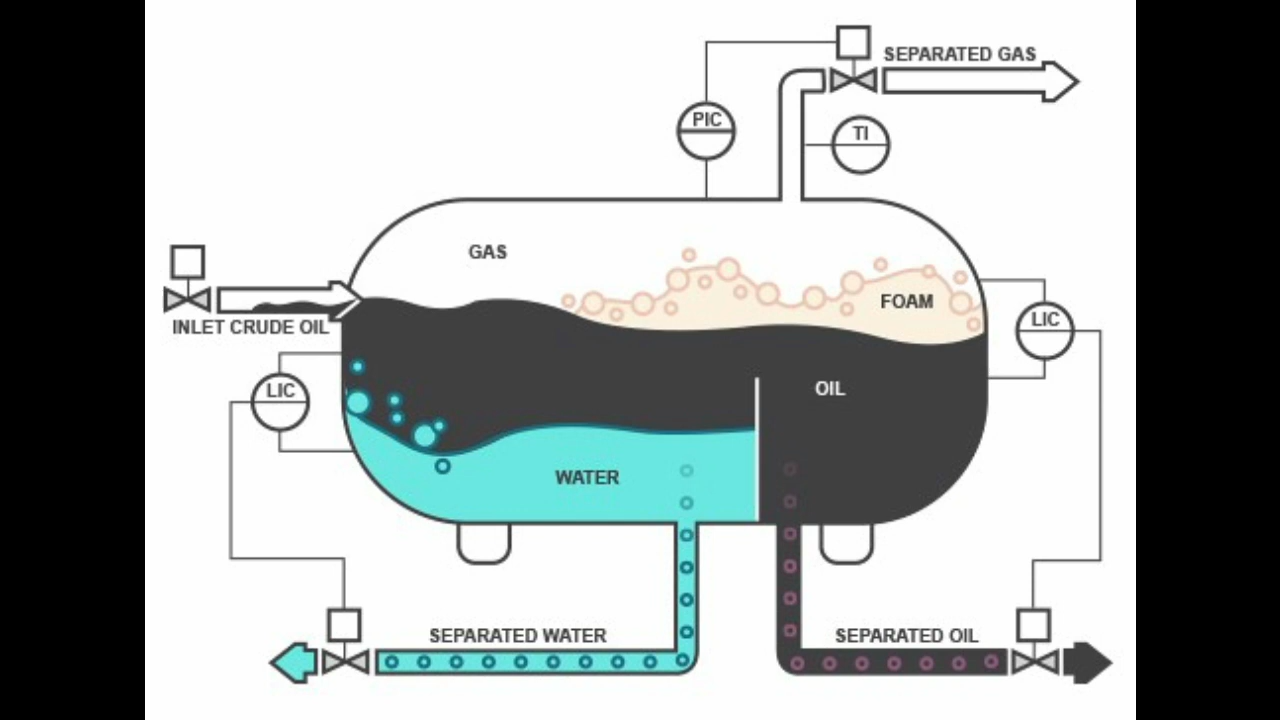 SEPARATED GAS
PIC
TI
GAS
FOAM
INLET CRUDE OIL
LIC
LIC
OIL
WATER
SEPARATED WATER
SEPARATED OIL